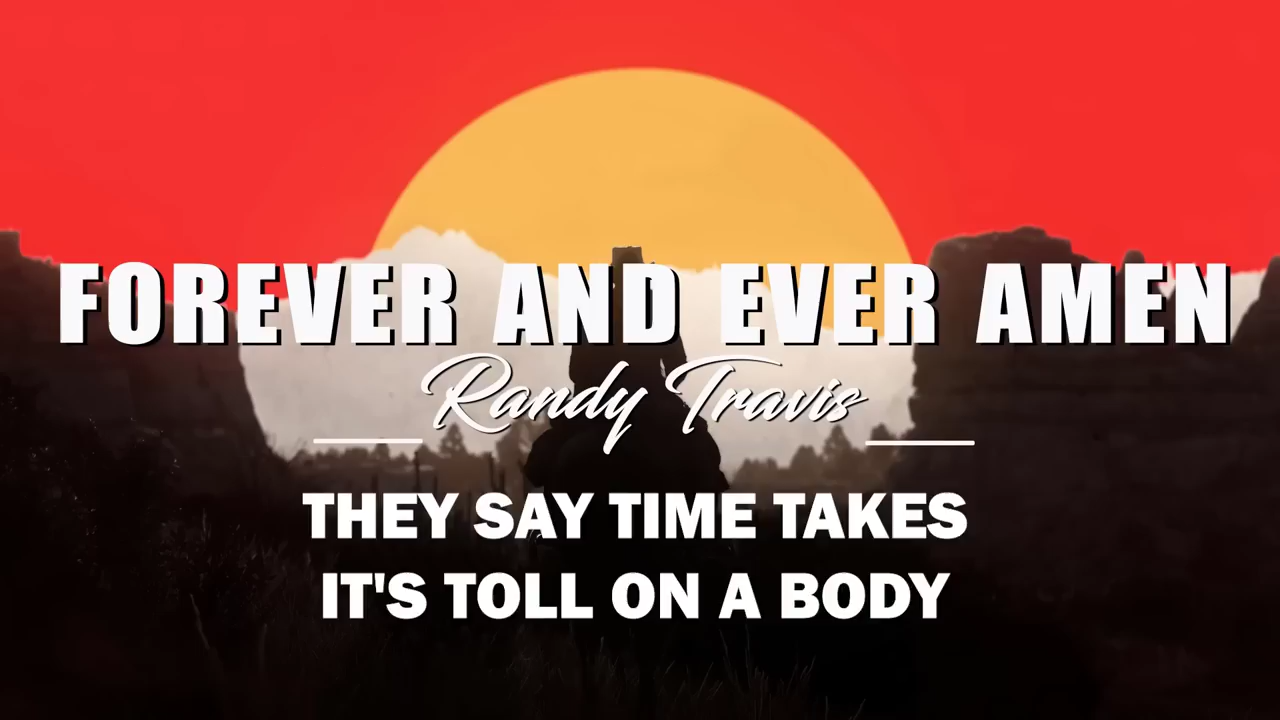 FOREVER AND EVER AMEN
Randy Travis
THEY SAY TIME TAKES
IT'S TOLL ON A BODY